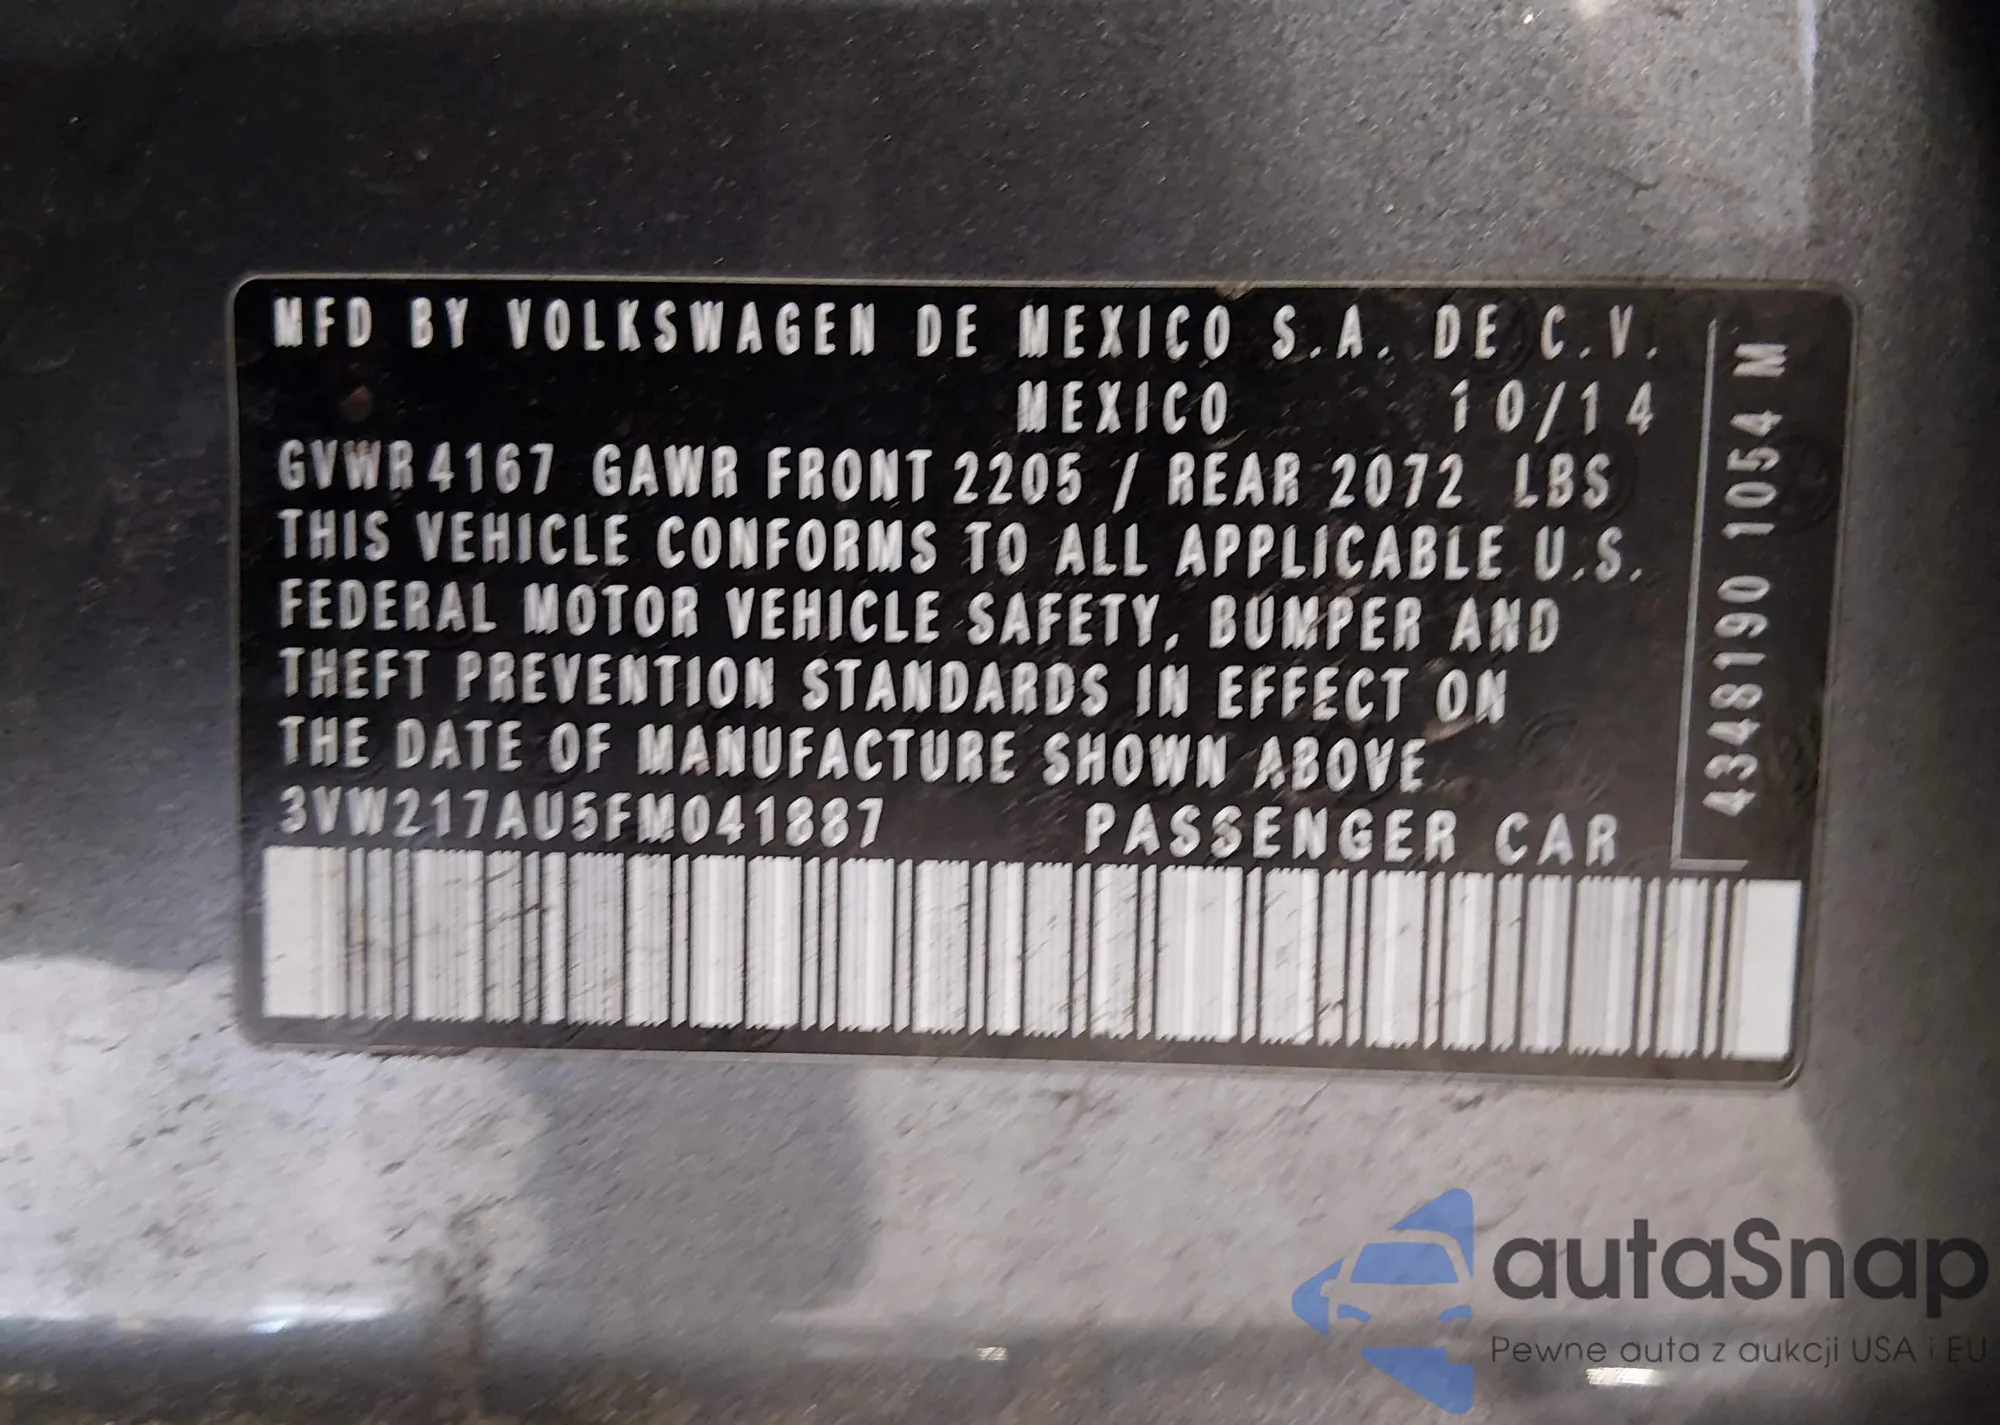 MFD BY VOLKSWAGEN DE MEXICO S.A. DE C.V.
MEXICO 10/14
GVWR 4167 GAWR FRONT 2205 / REAR 2072 LBS
THIS VEHICLE CONFORMS TO ALL APPLICABLE U.S.
FEDERAL MOTOR VEHICLE SAFETY, BUMPER AND
THEFT PREVENTION STANDARDS IN EFFECT ON
THE DATE OF MANUFACTURE SHOWN ABOVE
3VW217AU5FM041887 PASSENGER CAR
4348190 1054 M
autaSnap
Pewne auta z aukcji USA i EU